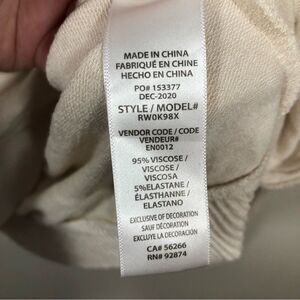 MADE IN CHINA
FABRIQUÉ EN CHINE
HECHO EN CHINA
PO# 153377
DEC-2020
STYLE / MODEL#
RW0K98X
VENDOR CODE / CODE
VENDEUR#
EN0012
95% VISCOSE /
VISCOSE /
VISCOSA
5%ELASTANE /
ÉLASTHANNE /
ELASTANO
EXCLUSIVE OF DECORATION
SAUF DÉCORATION
EXCLUYE LA DECORACIÓN
CA# 56266
RN# 92874